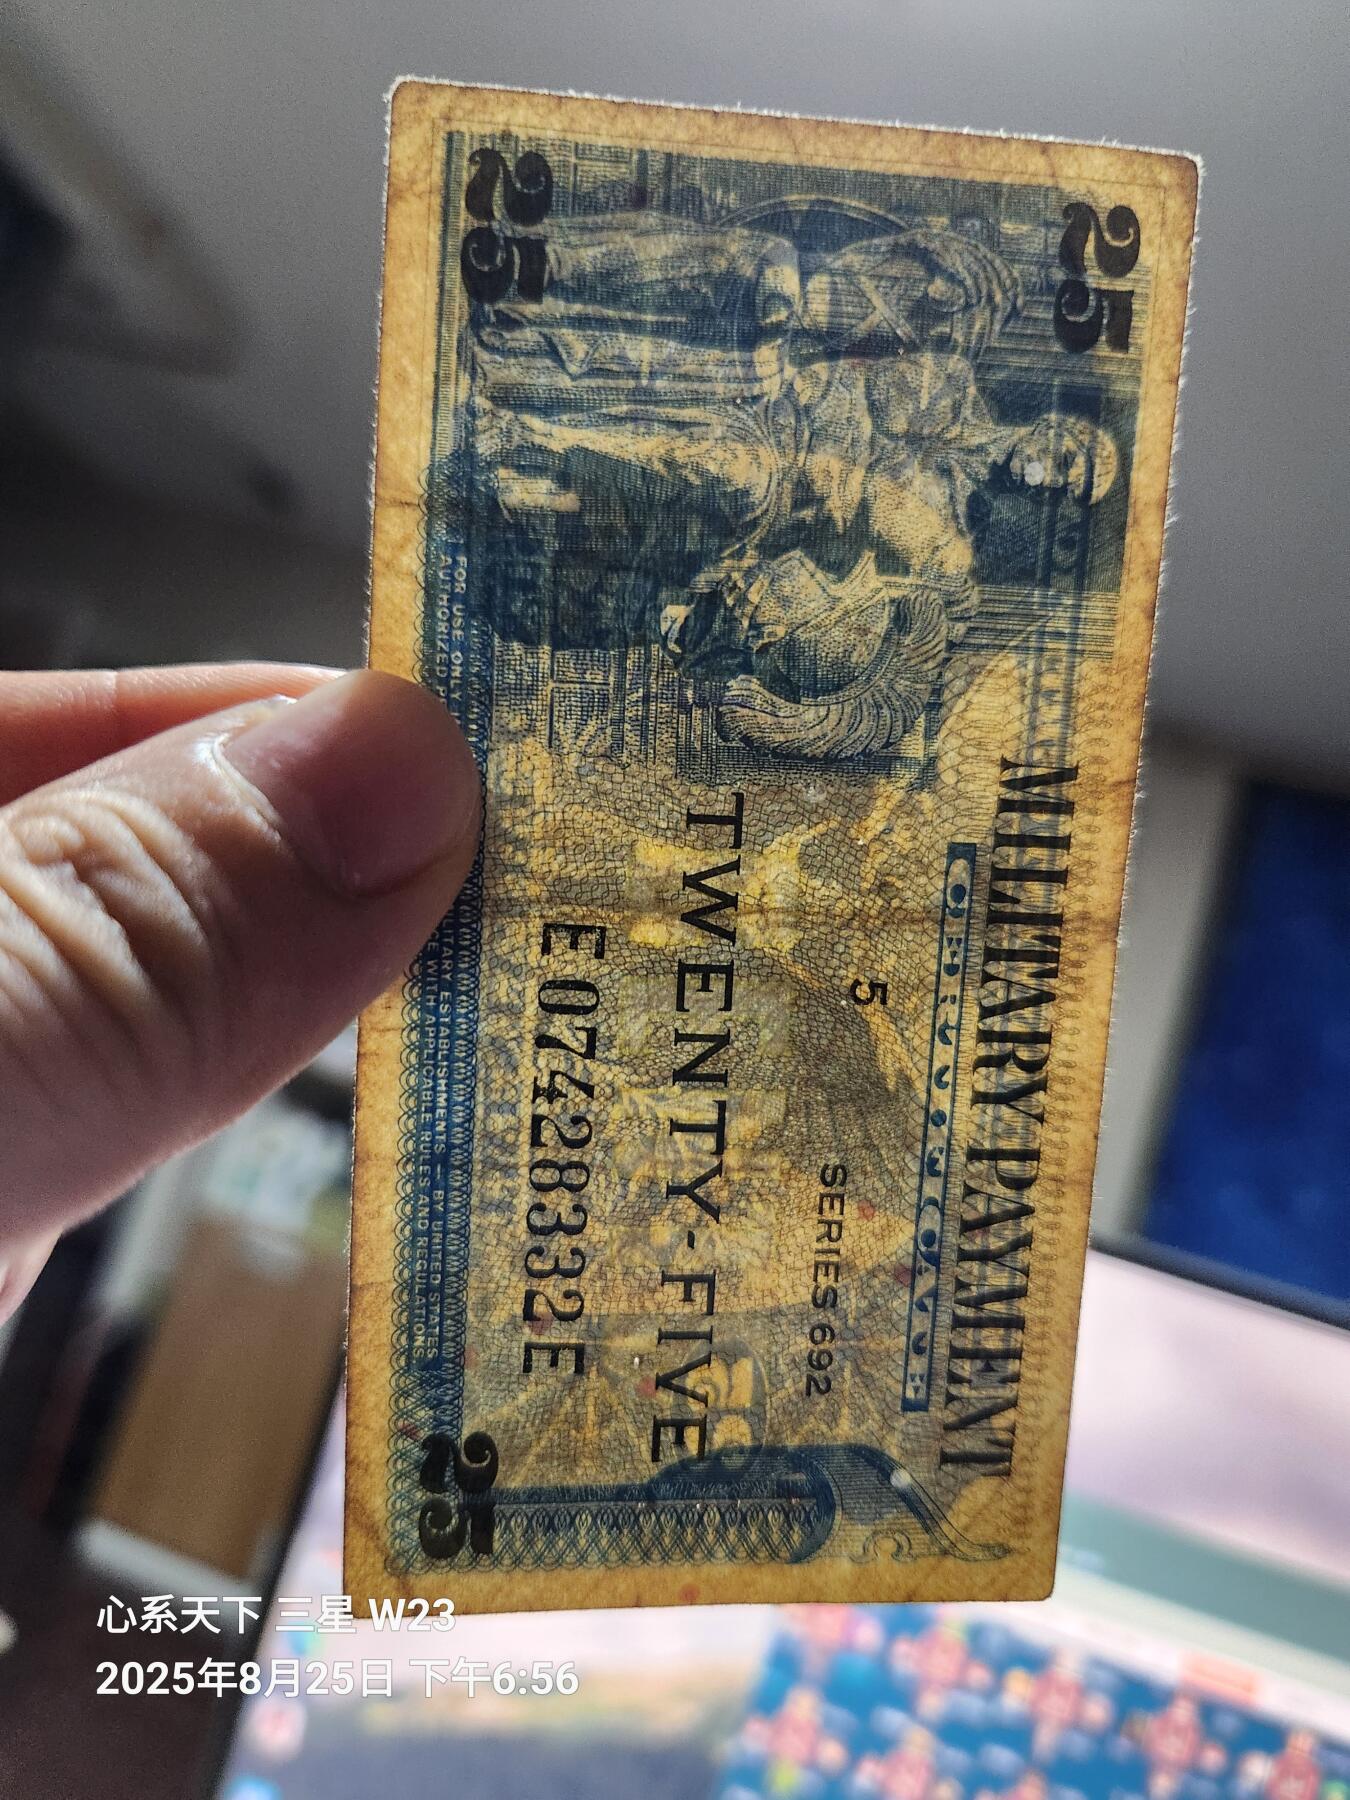 25
25
MILITARY PAYMENT
5
SERIES 692
TWENTY-FIVE
E07428332E
FOR USE ONLY
ILITARY ESTABLISHMENTS — BY UNITED STATES
AUTHORIZED
E WITH APPLICABLE RULES AND REGULATIONS.
25
心系天下 三星 W23
2025年8月25日 下午6:56